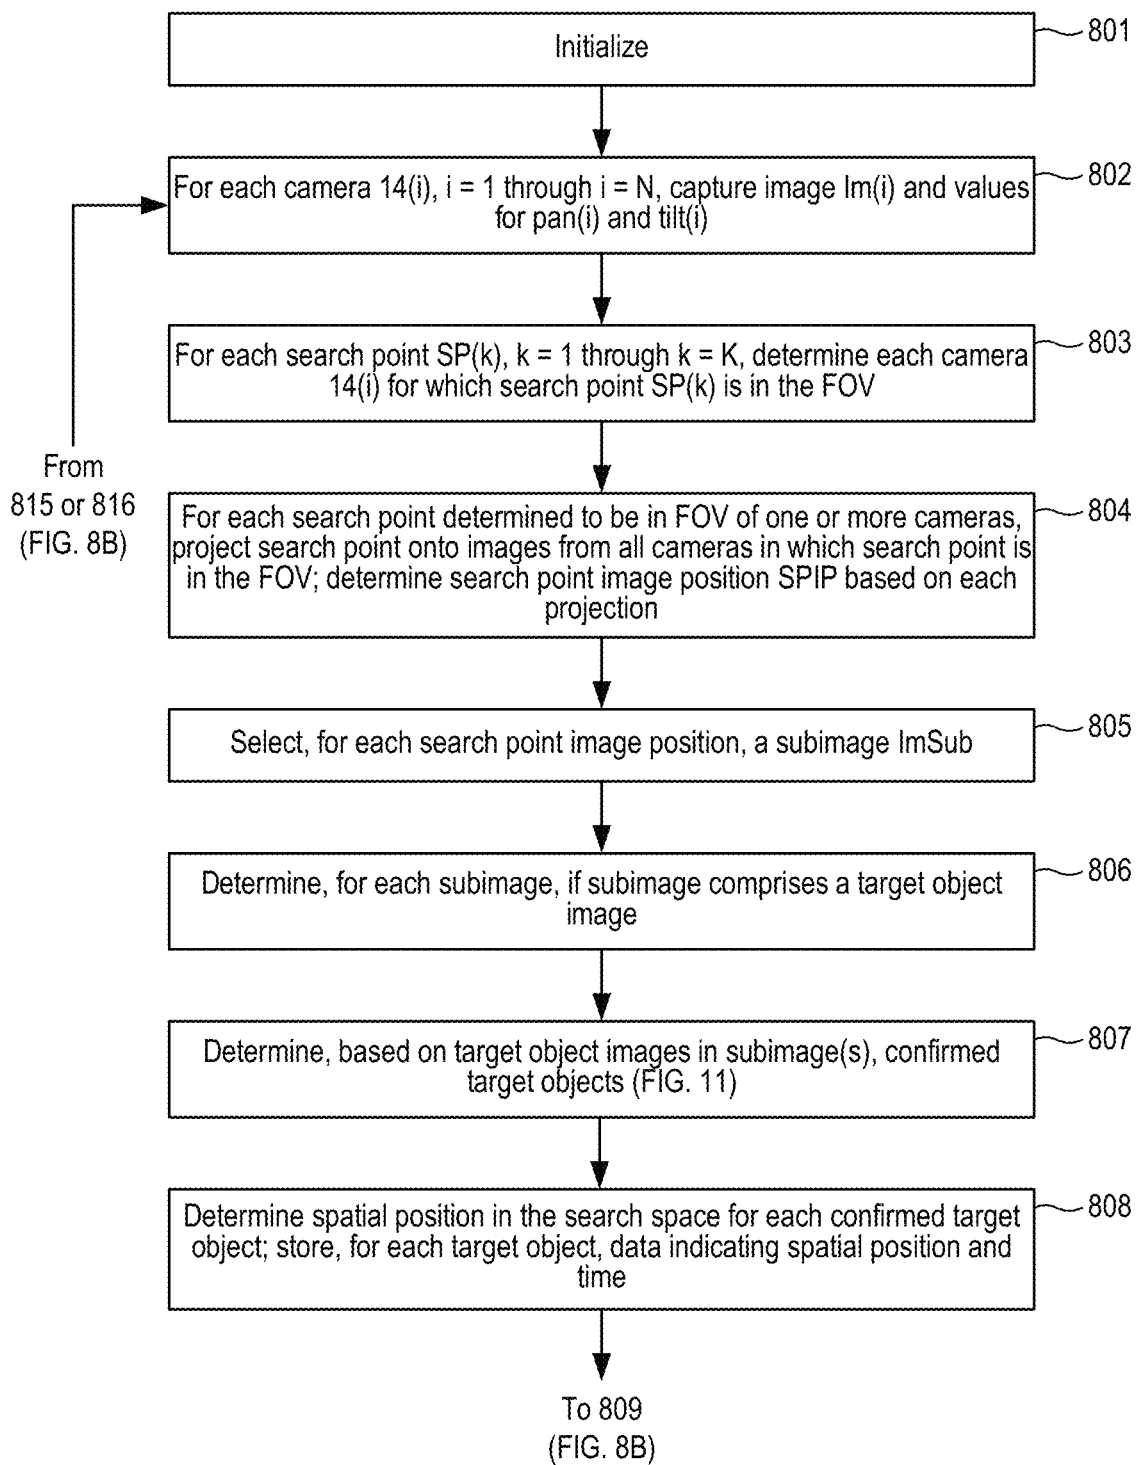 Initialize
801
For each camera 14(i), i = 1 through i = N, capture image Im(i) and values
for pan(i) and tilt(i)
802
For each search point SP(k), k = 1 through k = K, determine each camera
14(i) for which search point SP(k) is in the FOV
803
From
815 or 816
(FIG. 8B)
For each search point determined to be in FOV of one or more cameras,
project search point onto images from all cameras in which search point is
in the FOV; determine search point image position SPIP based on each
projection
804
Select, for each search point image position, a subimage ImSub
805
Determine, for each subimage, if subimage comprises a target object
image
806
Determine, based on target object images in subimage(s), confirmed
target objects (FIG. 11)
807
Determine spatial position in the search space for each confirmed target
object; store, for each target object, data indicating spatial position and
time
808
To 809
(FIG. 8B)